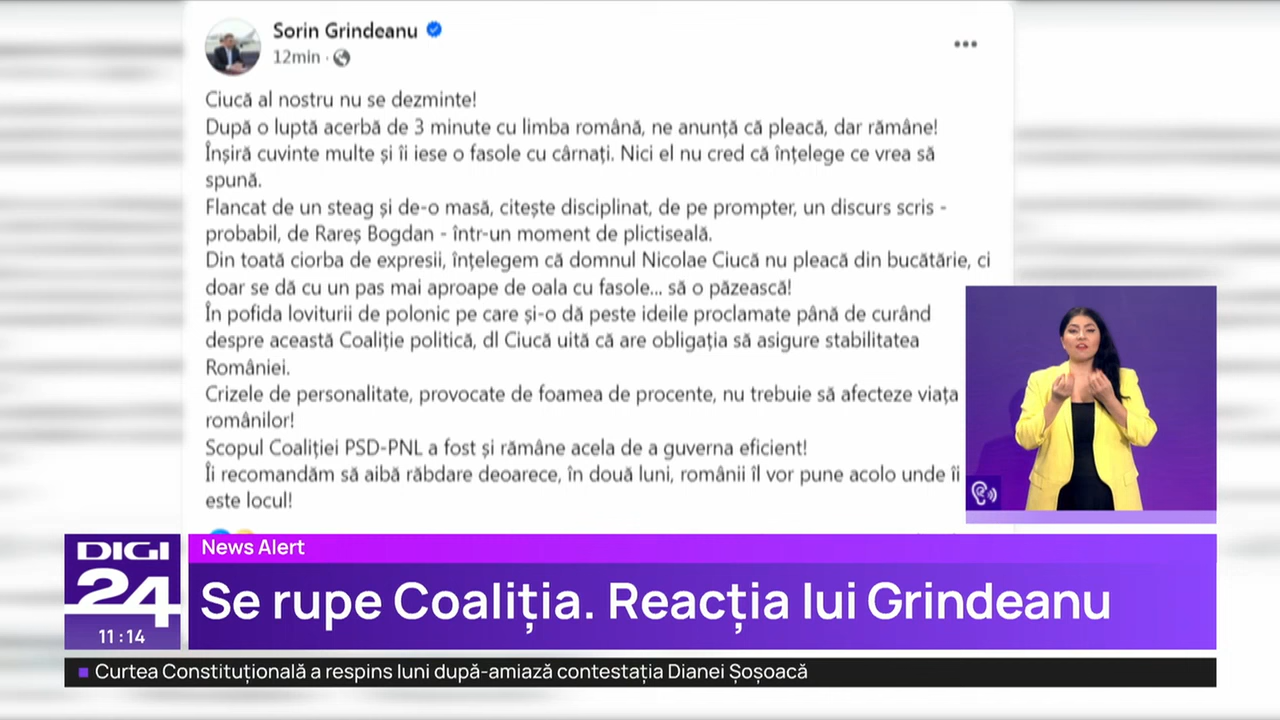 Sorin Grindeanu
12min
Ciucă al nostru nu se dezminte!
După o luptă acerbă de 3 minute cu limba română, ne anunță că pleacă, dar rămâne!
Înșiră cuvinte multe și îi iese o fasole cu cârnați. Nici el nu cred că înțelege ce vrea să
spună.
Flancat de un steag și de-o masă, citește disciplinat, de pe prompter, un discurs scris -
probabil, de Rareș Bogdan - într-un moment de plictiseală.
Din toată ciorba de expresii, înțelegem că domnul Nicolae Ciucă nu pleacă din bucătărie, ci
doar se dă cu un pas mai aproape de oala cu fasole... să o păzească!
În pofida loviturii de polonic pe care și-o dă peste ideile proclamate până de curând
despre această Coaliție politică, dl Ciucă uită că are obligația să asigure stabilitatea
României.
Crizele de personalitate, provocate de foamea de procente, nu trebuie să afecteze viața
românilor!
Scopul Coaliției PSD-PNL a fost și rămâne acela de a guverna eficient!
Îi recomandăm să aibă răbdare deoarece, în două luni, românii îl vor pune acolo unde îi
este locul!
DIGI
24
11:14
News Alert
Se rupe Coaliția. Reacția lui Grindeanu
Curtea Constituțională a respins luni după-amiază contestația Dianei Șoșoacă